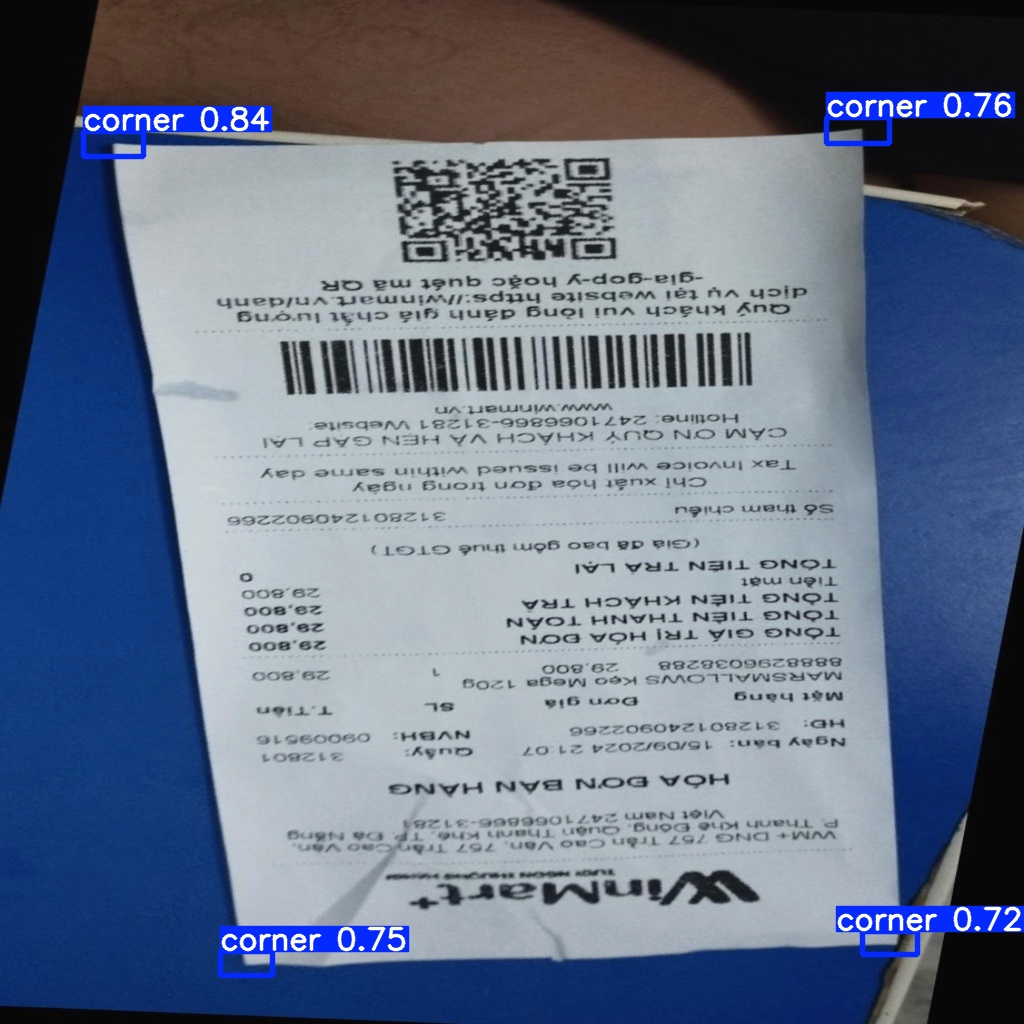 corner 0.84
corner 0.76
WinMart+
WM+ DNG 757 Trần Cao Vân, 757 Trần Cao Vân,
P. Thanh Khê Đông, Quận Thanh Khê, TP. Đà Nẵng
Việt Nam 2471066866-31281
HÓA ĐƠN BÁN HÀNG
Ngày bán: 15/09/2024 21:07 Quầy: 312801
HĐ: 312801240902266 NVBH: 09009516
Mặt hàng Đơn giá SL T.Tiền
MARSMALLOWS Kẹo Mega 120g
8888296038288 29,800 1 29,800
TỔNG GIÁ TRỊ HÓA ĐƠN 29,800
TỔNG TIỀN THANH TOÁN 29,800
TỔNG TIỀN KHÁCH TRẢ 29,800
Tiền mặt 29,800
TỔNG TIỀN TRẢ LẠI 0
(Giá đã bao gồm thuế GTGT)
Số tham chiếu 312801240902266
Chỉ xuất hóa đơn trong ngày
Tax Invoice will be issued within same day
CẢM ƠN QUÝ KHÁCH VÀ HẸN GẶP LẠI
Hotline: 2471066866-31281 Website:
www.winmart.vn
Quý khách vui lòng đánh giá chất lượng
dịch vụ tại website https://winmart.vn/danh
-gia-gop-y hoặc quét mã QR
corner 0.75
corner 0.72